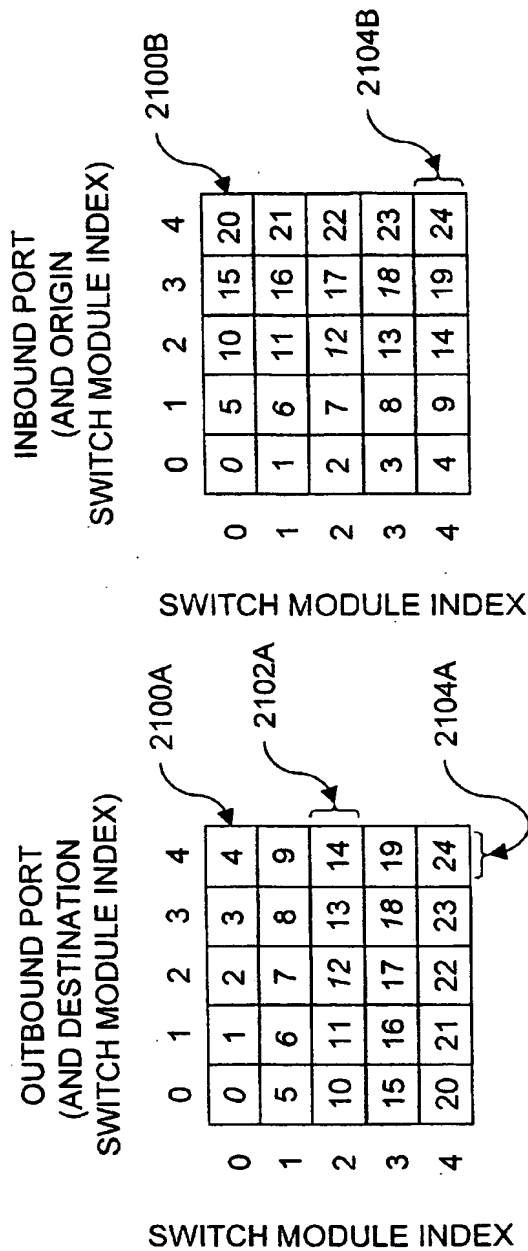 OUTBOUND PORT
(AND DESTINATION
SWITCH MODULE INDEX)
0 1 2 3 4
SWITCH MODULE INDEX
0 0 1 2 3 4
1 5 6 7 8 9
2 10 11 12 13 14
3 15 16 17 18 19
4 20 21 22 23 24
2100A
2102A
2104A
INBOUND PORT
(AND ORIGIN
SWITCH MODULE INDEX)
0 1 2 3 4
SWITCH MODULE INDEX
0 0 5 10 15 20
1 1 6 11 16 21
2 2 7 12 17 22
3 3 8 13 18 23
4 4 9 14 19 24
2100B
2104B